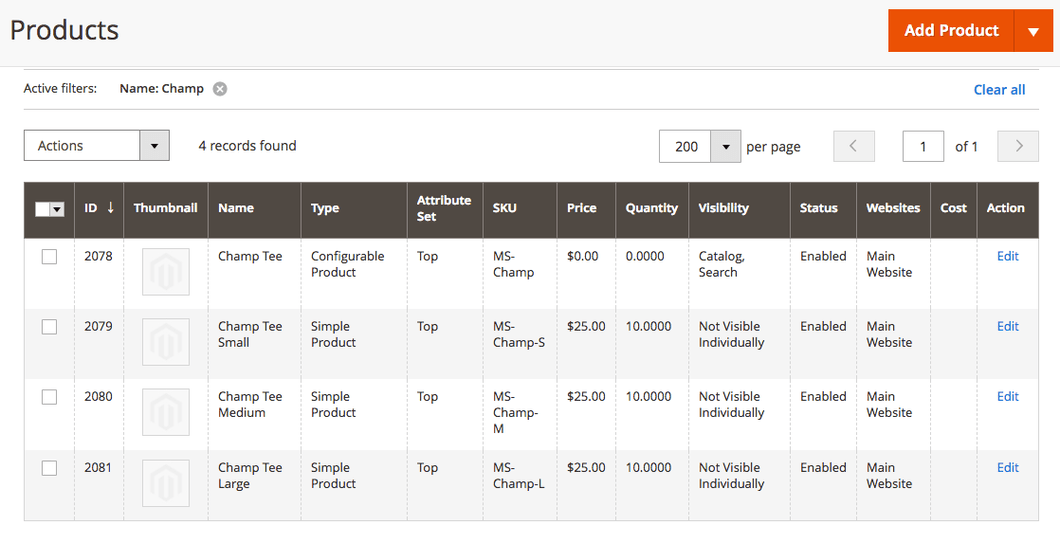 Products
Add Product
Active filters: Name: Champ
Clear all
Actions
4 records found
200 per page
1 of 1
ID ↓ Thumbnail Name Type Attribute Set SKU Price Quantity Visibility Status Websites Cost Action
2078 Champ Tee Configurable Product Top MS-Champ $0.00 0.0000 Catalog, Search Enabled Main Website Edit
2079 Champ Tee Small Simple Product Top MS-Champ-S $25.00 10.0000 Not Visible Individually Enabled Main Website Edit
2080 Champ Tee Medium Simple Product Top MS-Champ-M $25.00 10.0000 Not Visible Individually Enabled Main Website Edit
2081 Champ Tee Large Simple Product Top MS-Champ-L $25.00 10.0000 Not Visible Individually Enabled Main Website Edit